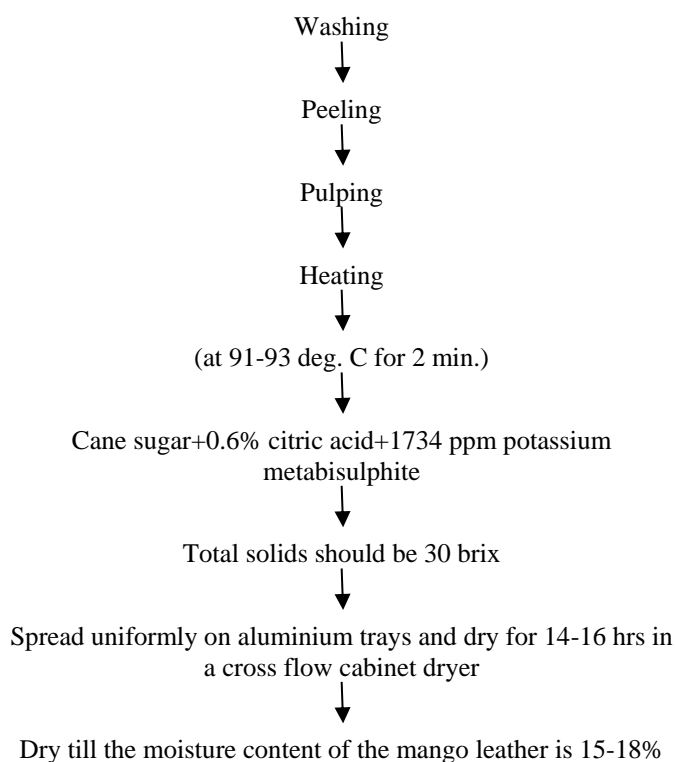 Washing
Peeling
Pulping
Heating
(at 91-93 deg. C for 2 min.)
Cane sugar+0.6% citric acid+1734 ppm potassium
metabisulphite
Total solids should be 30 brix
Spread uniformly on aluminium trays and dry for 14-16 hrs in
a cross flow cabinet dryer
Dry till the moisture content of the mango leather is 15-18%